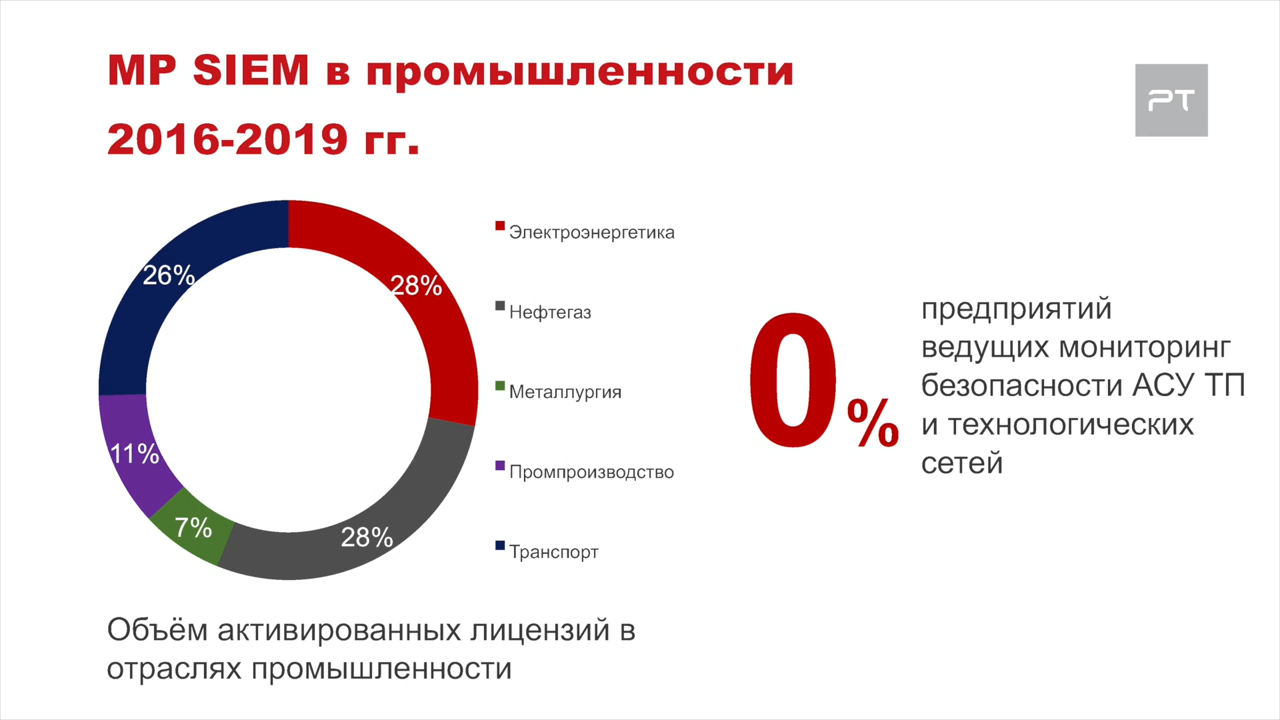 MP SIEM в промышленности
2016-2019 гг.
PT
26%
28%
11%
7%
28%
Электроэнергетика
Нефтегаз
Металлургия
Промпроизводство
Транспорт
0%
предприятий
ведущих мониторинг
безопасности АСУ ТП
и технологических
сетей
Объём активированных лицензий в
отраслях промышленности